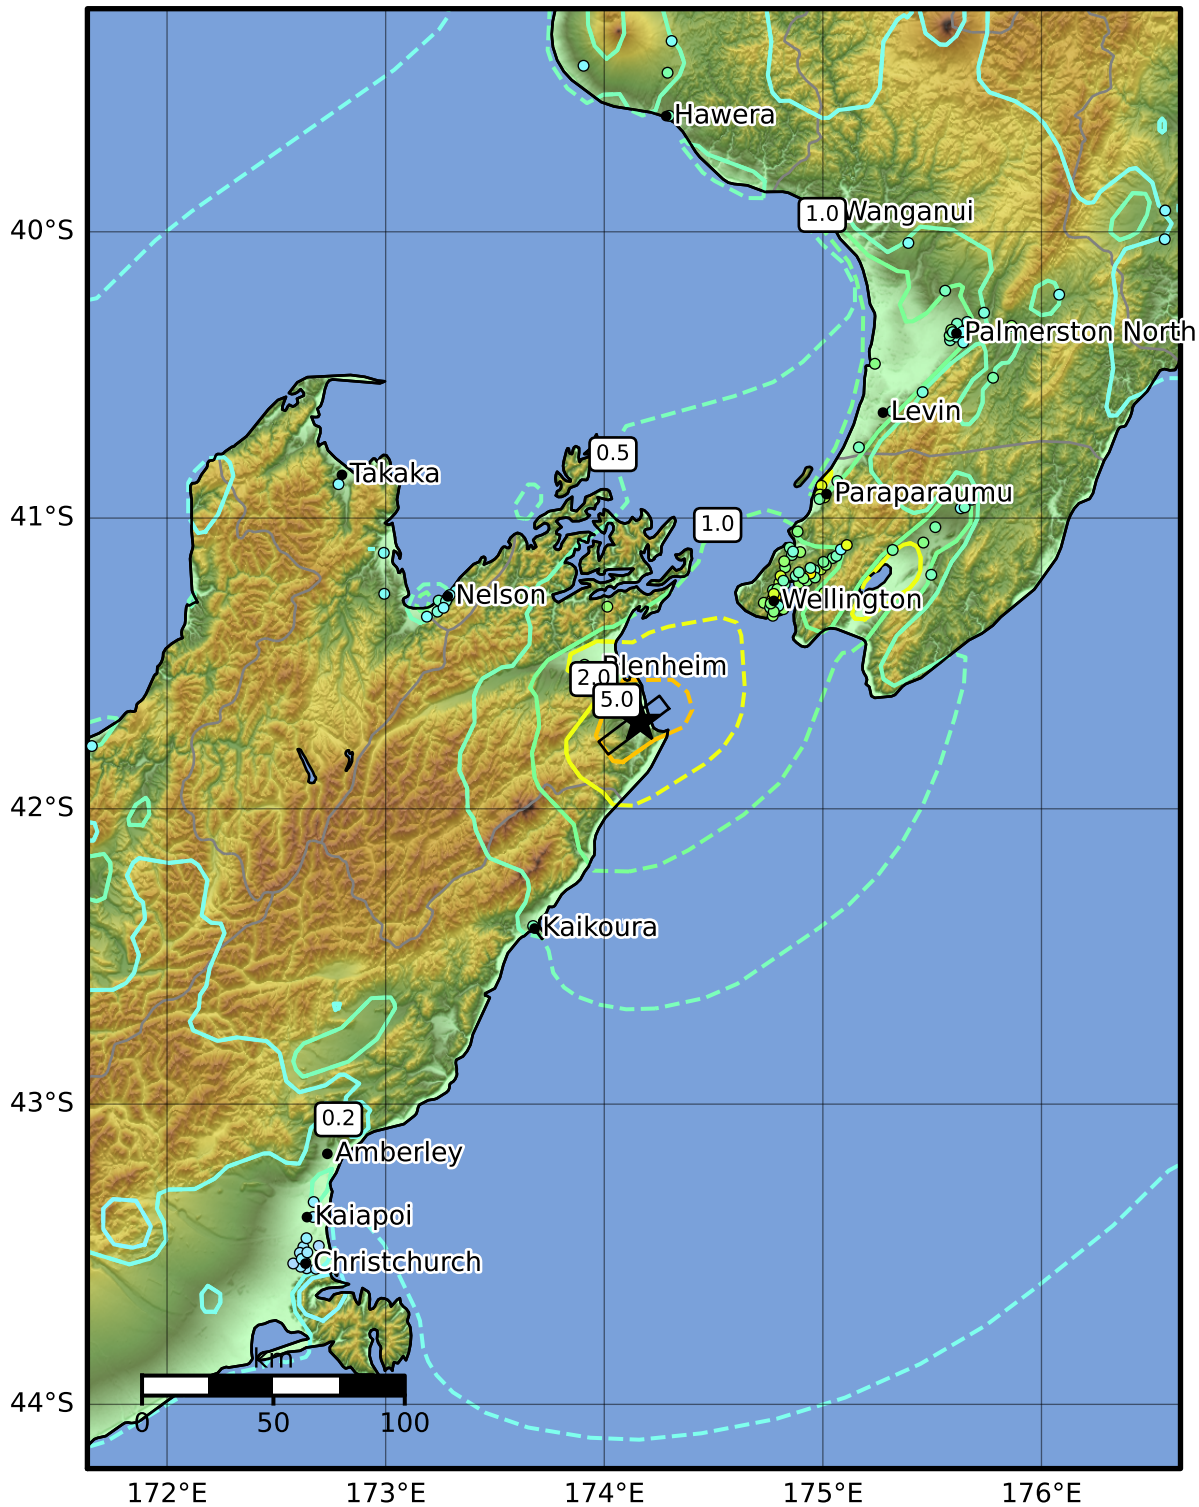 Hawera
1.0
Wanganui
40°S
Palmerston North
Levin
0.5
Takaka
Paraparaumu
41°S
1.0
Nelson
Wellington
Blenheim
2.0
5.0
42°S
Kaikoura
43°S
0.2
Amberley
Kaiapoi
Christchurch
km
0
50
100
44°S
172°E
173°E
174°E
175°E
176°E